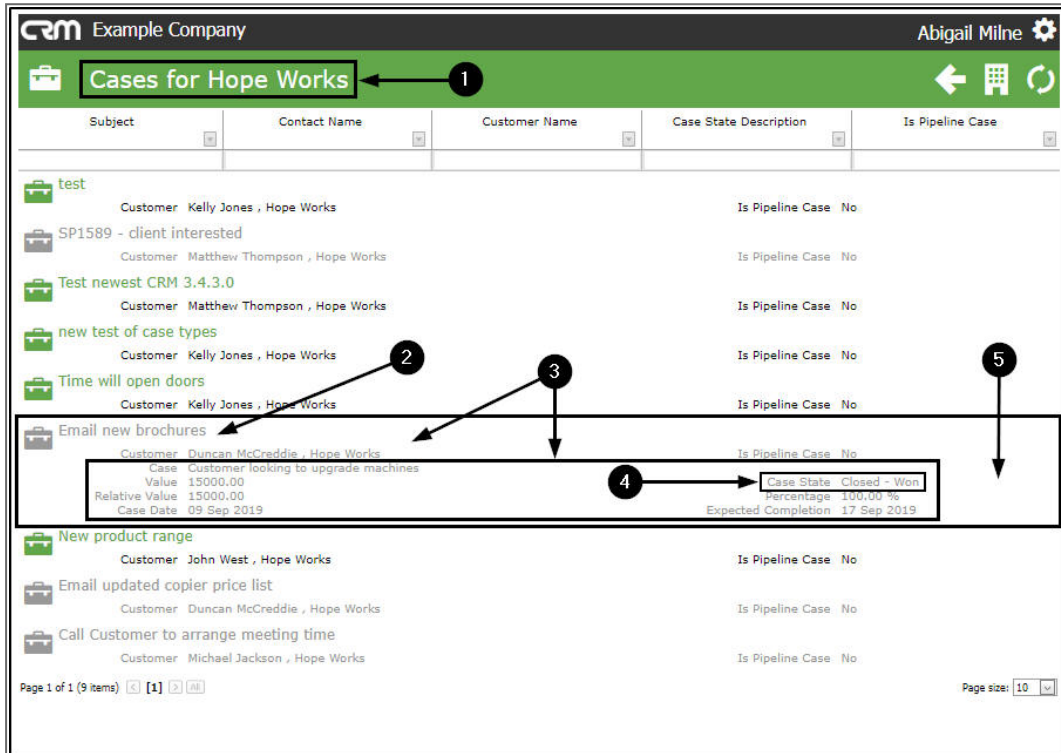 CRM Example Company Abigail Milne
Cases for Hope Works 1
Subject Contact Name Customer Name Case State Description Is Pipeline Case
test
Customer Kelly Jones , Hope Works Is Pipeline Case No
SP1589 - client interested
Customer Matthew Thompson , Hope Works Is Pipeline Case No
Test newest CRM 3.4.3.0
Customer Matthew Thompson , Hope Works Is Pipeline Case No
new test of case types
Customer Kelly Jones , Hope Works Is Pipeline Case No
2 3 5
Time will open doors
Customer Kelly Jones , Hope Works Is Pipeline Case No
Email new brochures
Customer Duncan McCreddie , Hope Works Is Pipeline Case No
Case Customer looking to upgrade machines
Value 15000.00 4 Case State Closed - Won
Relative Value 15000.00 Percentage 100.00 %
Case Date 09 Sep 2019 Expected Completion 17 Sep 2019
New product range
Customer John West , Hope Works Is Pipeline Case No
Email updated copier price list
Customer Duncan McCreddie , Hope Works Is Pipeline Case No
Call Customer to arrange meeting time
Customer Michael Jackson , Hope Works Is Pipeline Case No
Page 1 of 1 (9 items) < [1] > All Page size: 10